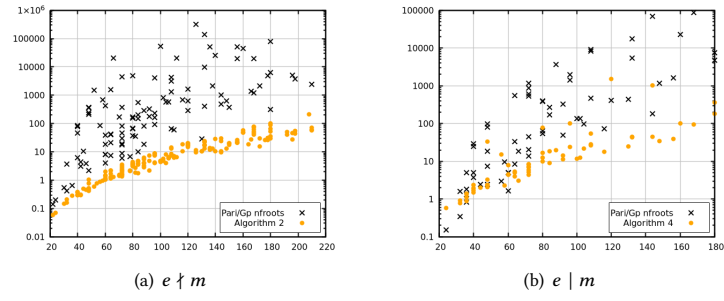 1×10⁶
100000
10000
1000
100
10
1
0.1
0.01
20 40 60 80 100 120 140 160 180 200 220
Pari/Gp nfroots
Algorithm 2
(a) e ∤ m
100000
10000
1000
100
10
1
0.1
20 40 60 80 100 120 140 160 180
Pari/Gp nfroots
Algorithm 4
(b) e | m